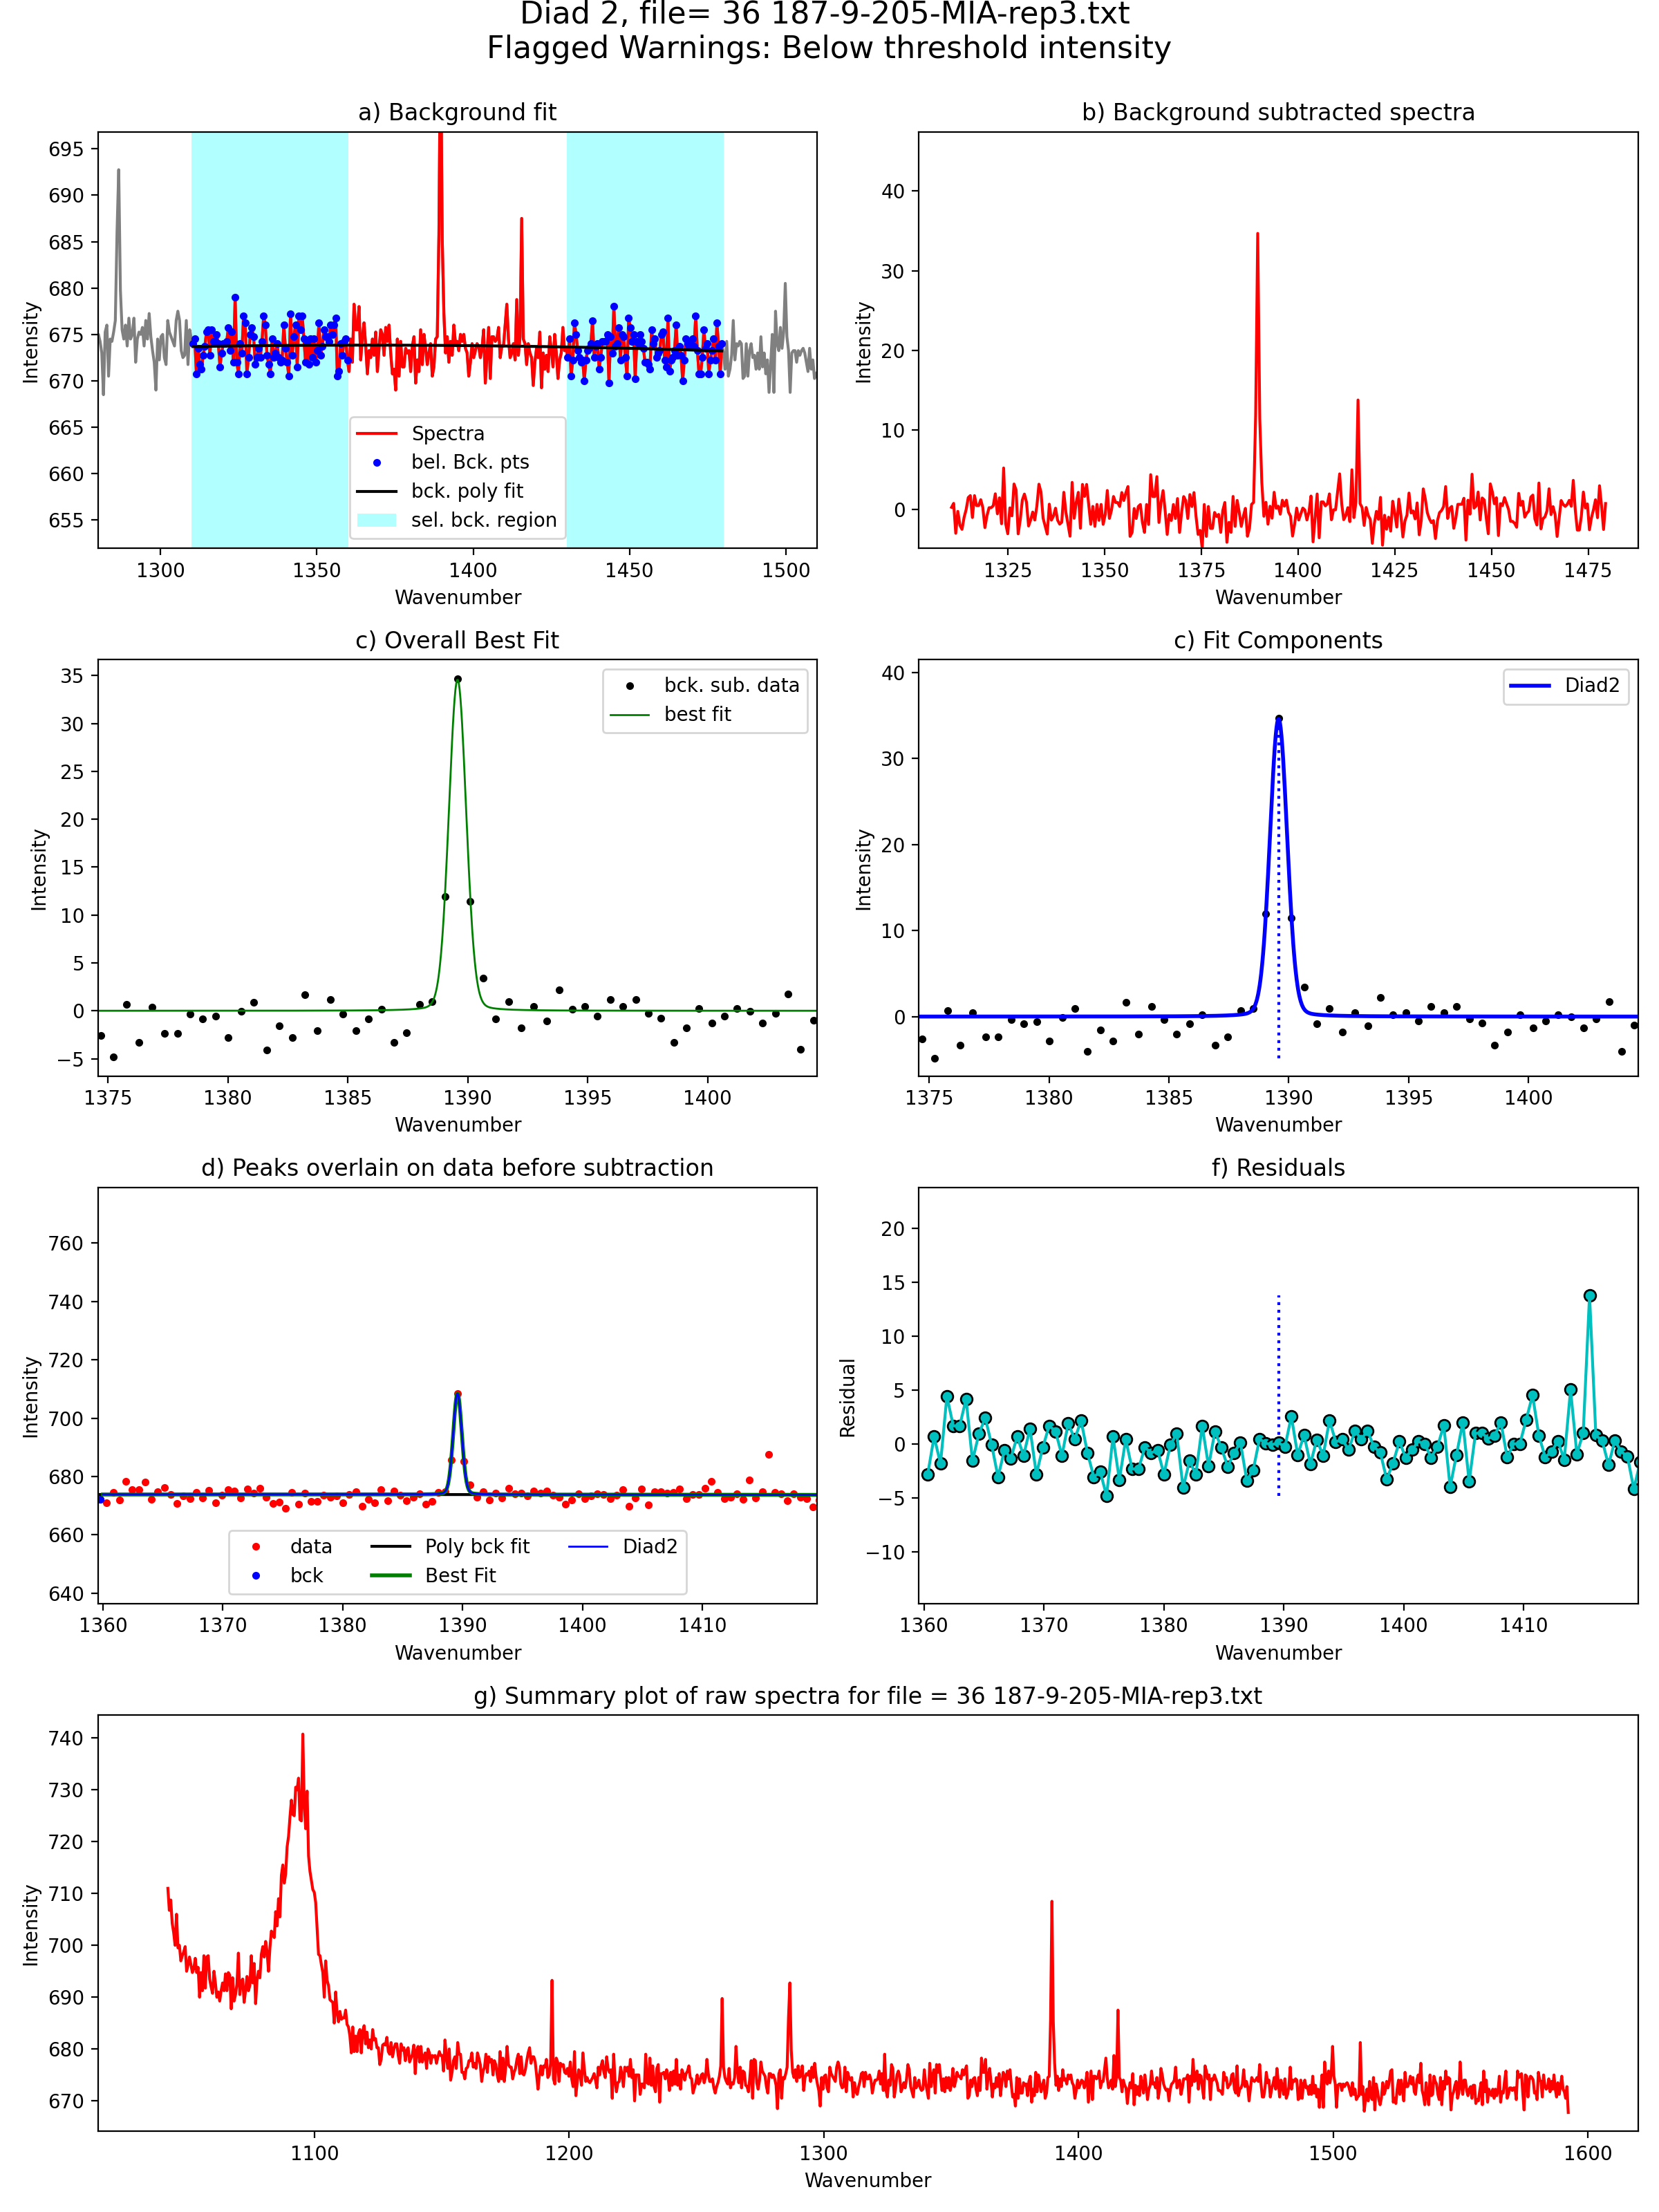 Diad 2, file= 36 187-9-205-MIA-rep3.txt
Flagged Warnings: Below threshold intensity
a) Background fit
695
690
685
680
675
670
665
660
655
Intensity
Spectra
bel. Bck. pts
bck. poly fit
sel. bck. region
1300 1350 1400 1450 1500
Wavenumber
b) Background subtracted spectra
40
30
20
10
0
Intensity
1325 1350 1375 1400 1425 1450 1475
Wavenumber
c) Overall Best Fit
35
30
25
20
15
10
5
0
−5
Intensity
bck. sub. data
best fit
1375 1380 1385 1390 1395 1400
Wavenumber
c) Fit Components
40
30
20
10
0
Intensity
Diad2
1375 1380 1385 1390 1395 1400
Wavenumber
d) Peaks overlain on data before subtraction
760
740
720
700
680
660
640
Intensity
data Poly bck fit Diad2
bck Best Fit
1360 1370 1380 1390 1400 1410
Wavenumber
f) Residuals
20
15
10
5
0
−5
−10
Residual
1360 1370 1380 1390 1400 1410
Wavenumber
g) Summary plot of raw spectra for file = 36 187-9-205-MIA-rep3.txt
740
730
720
710
700
690
680
670
Intensity
1100 1200 1300 1400 1500 1600
Wavenumber